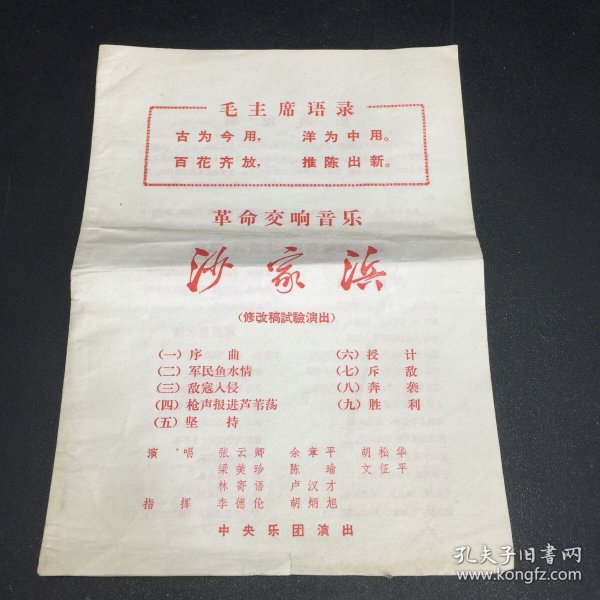 毛主席语录
古为今用， 洋为中用。
百花齐放， 推陈出新。
革命交响音乐
沙家浜
(修改稿試驗演出)
(一) 序 曲
(二) 军民鱼水情
(三) 敌寇入侵
(四) 枪声报进芦苇荡
(五) 坚 持
(六) 授 计
(七) 斥 敌
(八) 奔 袭
(九) 胜 利
演 唱 张云卿 余章平 胡松华
梁美珍 陈瑜 文征平
林寄语 卢汉才
指 挥 李德伦 胡炳旭
中央乐团演出
孔夫子旧书网
www.kongfz.com